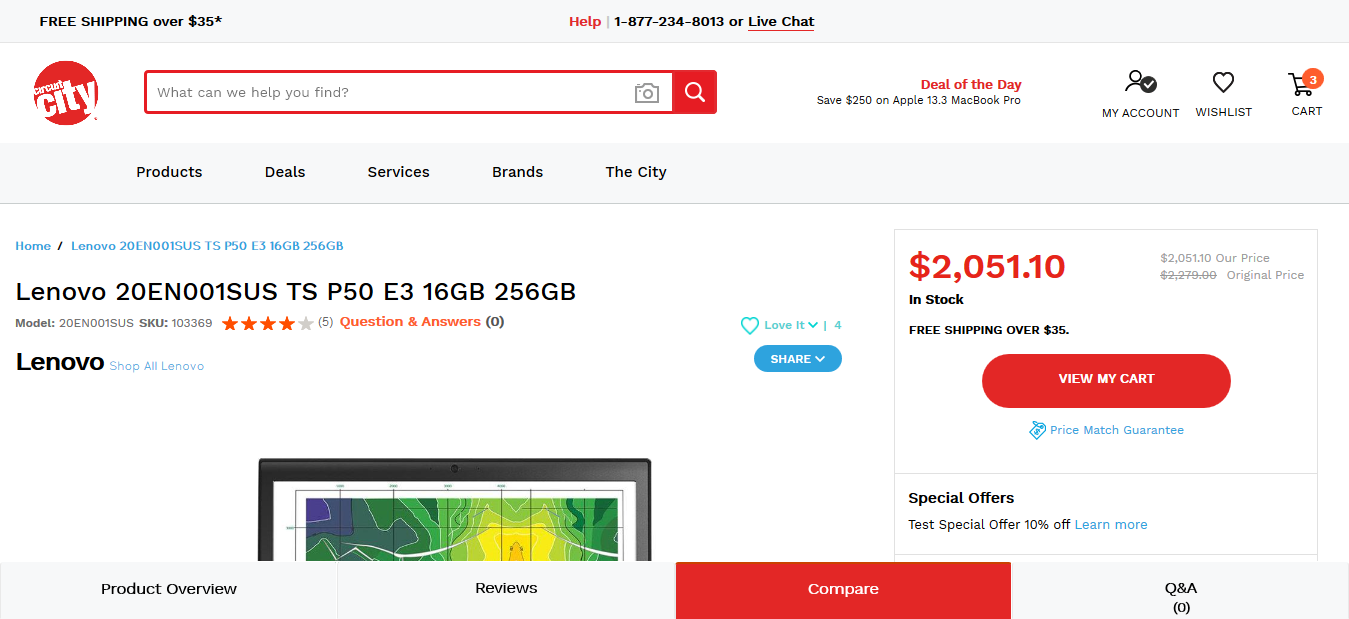 FREE SHIPPING over $35*
Help | 1-877-234-8013 or Live Chat
circuit city
What can we help you find?
Deal of the Day
Save $250 on Apple 13.3 MacBook Pro
MY ACCOUNT
WISHLIST
3
CART
Products
Deals
Services
Brands
The City
Home / Lenovo 20EN001SUS TS P50 E3 16GB 256GB
Lenovo 20EN001SUS TS P50 E3 16GB 256GB
Model: 20EN001SUS SKU: 103369 (5) Question & Answers (0)
Love It | 4
Lenovo Shop All Lenovo
SHARE
$2,051.10
$2,051.10 Our Price
$2,279.00 Original Price
In Stock
FREE SHIPPING OVER $35.
VIEW MY CART
Price Match Guarantee
Special Offers
Test Special Offer 10% off Learn more
Product Overview
Reviews
Compare
Q&A
(0)